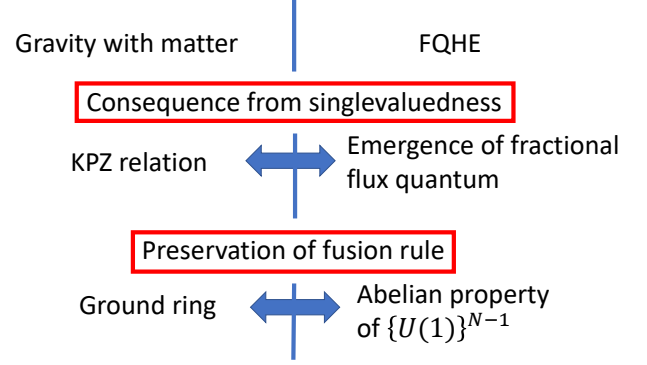 Gravity with matter
FQHE
Consequence from singlevaluedness
KPZ relation
Emergence of fractional
flux quantum
Preservation of fusion rule
Ground ring
Abelian property
of {U(1)}^{N−1}